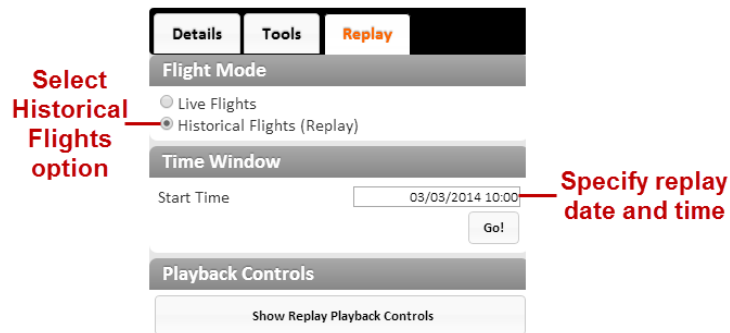 Details Tools Replay
Flight Mode
Select
Historical
Flights
option
Live Flights
Historical Flights (Replay)
Time Window
Start Time 03/03/2014 10:00
Specify replay
date and time
Go!
Playback Controls
Show Replay Playback Controls